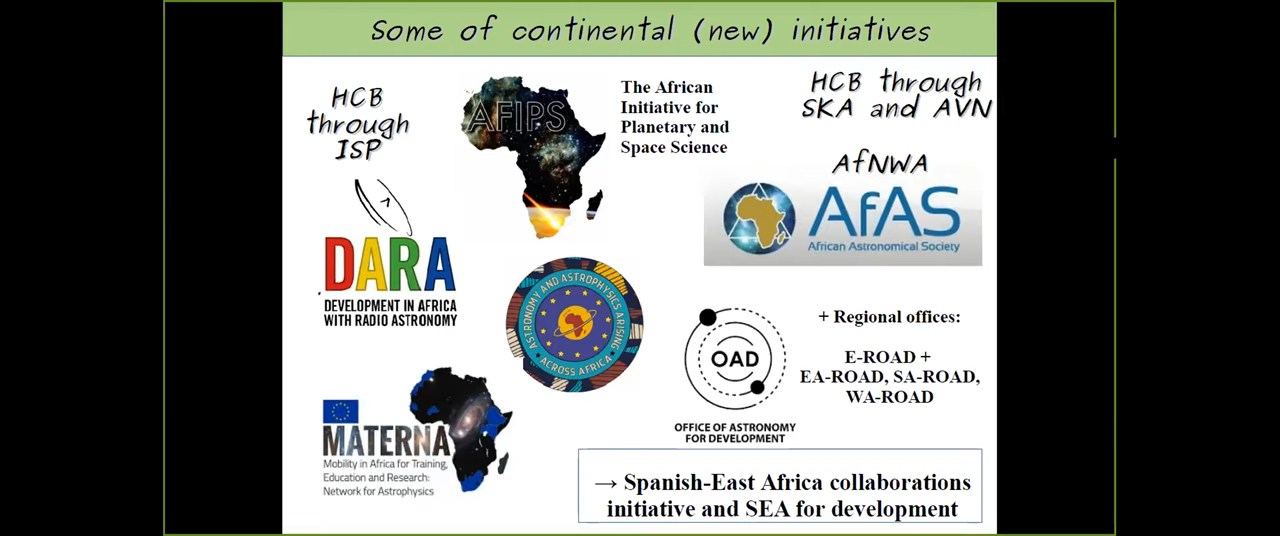 Some of continental (new) initiatives
HCB
through
ISP
AFIPS
The African
Initiative for
Planetary and
Space Science
HCB through
SKA and AVN
AfNWA
AfAS
African Astronomical Society
DARA
DEVELOPMENT IN AFRICA
WITH RADIO ASTRONOMY
ASTRONOMY AND ASTROPHYSICS ARISING
ACROSS AFRICA
OAD
OFFICE OF ASTRONOMY
FOR DEVELOPMENT
+ Regional offices:
E-ROAD +
EA-ROAD, SA-ROAD,
WA-ROAD
MATERNA
Mobility in Africa for Training,
Education and Research:
Network for Astrophysics
→ Spanish-East Africa collaborations
initiative and SEA for development